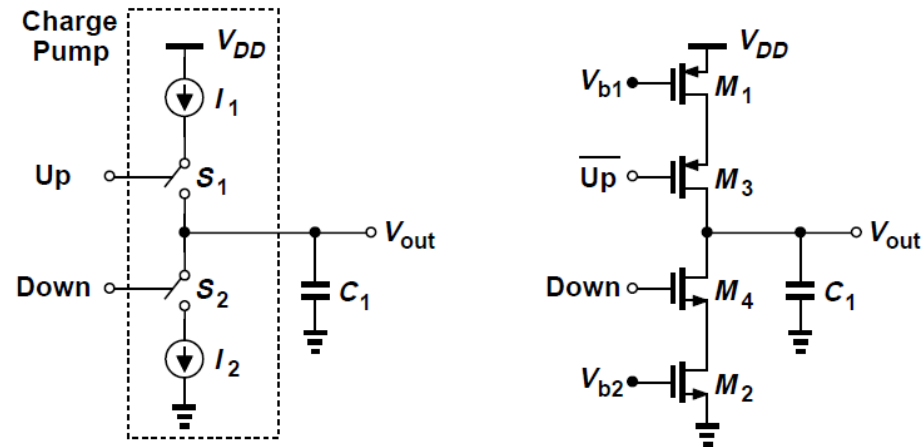 Charge
Pump
V_DD
I_1
Up
S_1
V_out
Down
S_2
C_1
I_2
V_DD
V_b1
M_1
U̅p̅
M_3
V_out
Down
M_4
C_1
V_b2
M_2